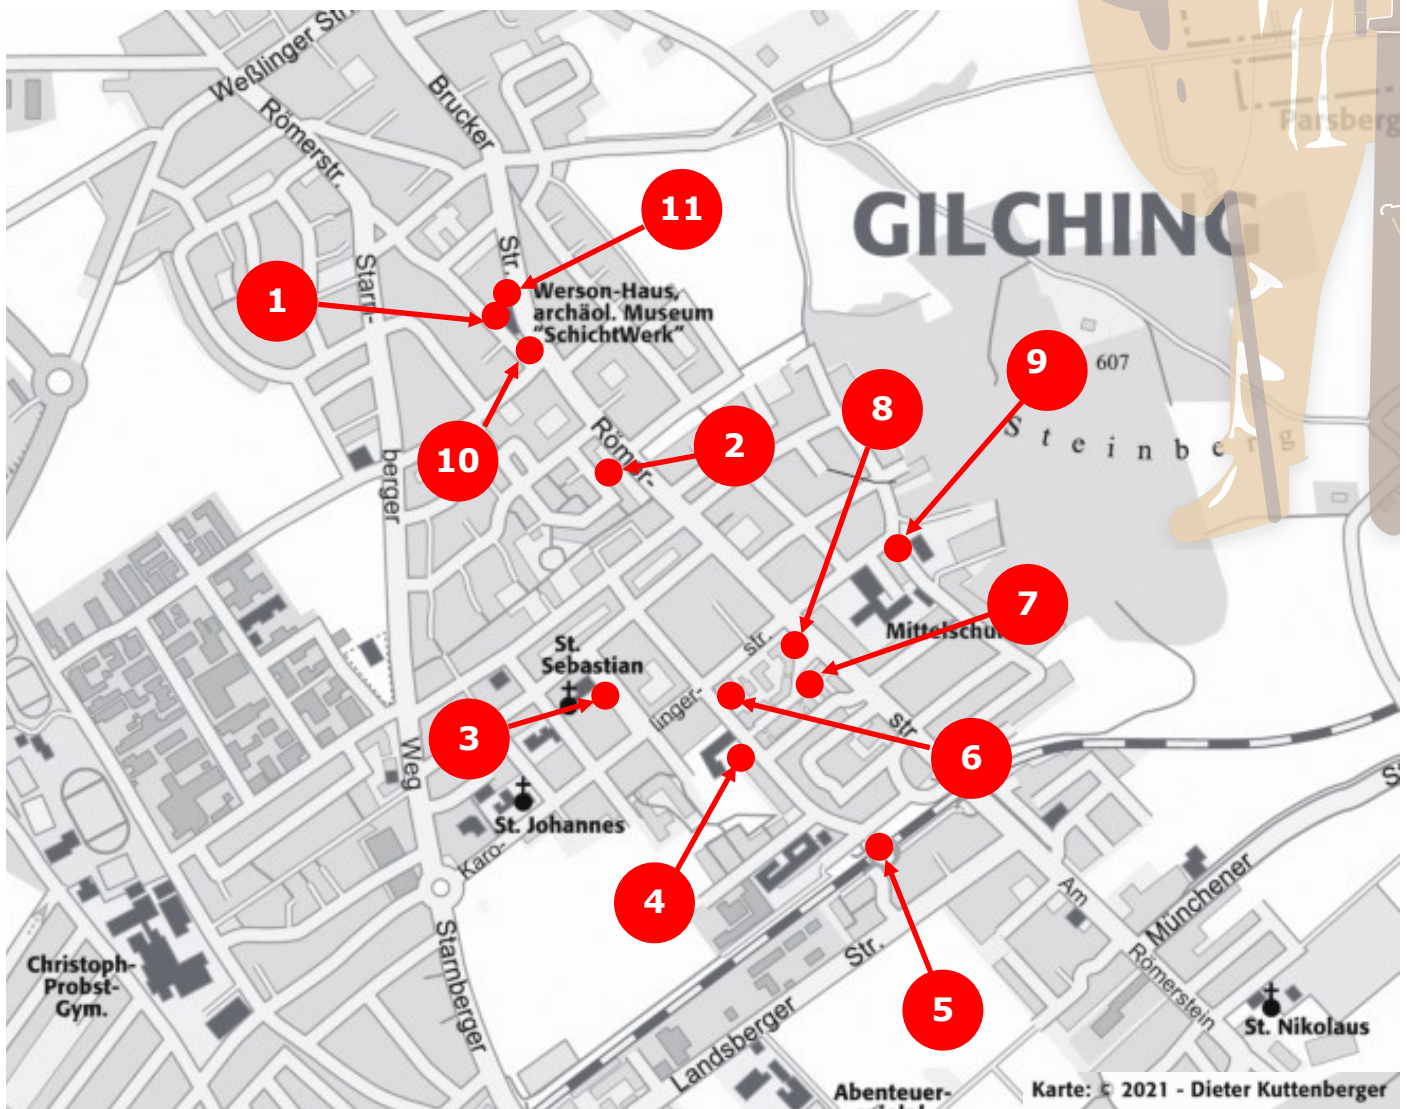 Weßlinger Str.
Brucker
Römerstr.
Parsberg
11
GILCHING
Str.
Starn-
1
Werson-Haus,
archäol. Museum
"SchichtWerk"
9
607
8
Steinberg
10
2
Römer-
berger
7
Mittelschul
str.
St.
Sebastian
linger-
str.
3
6
Weg
St. Johannes
Karo-
4
Am
Münchener
Starnberger
Str.
Christoph-
Probst-
Gym.
Römerstein
5
St. Nikolaus
Landsberger
Abenteuer-
Karte: © 2021 - Dieter Kuttenberger